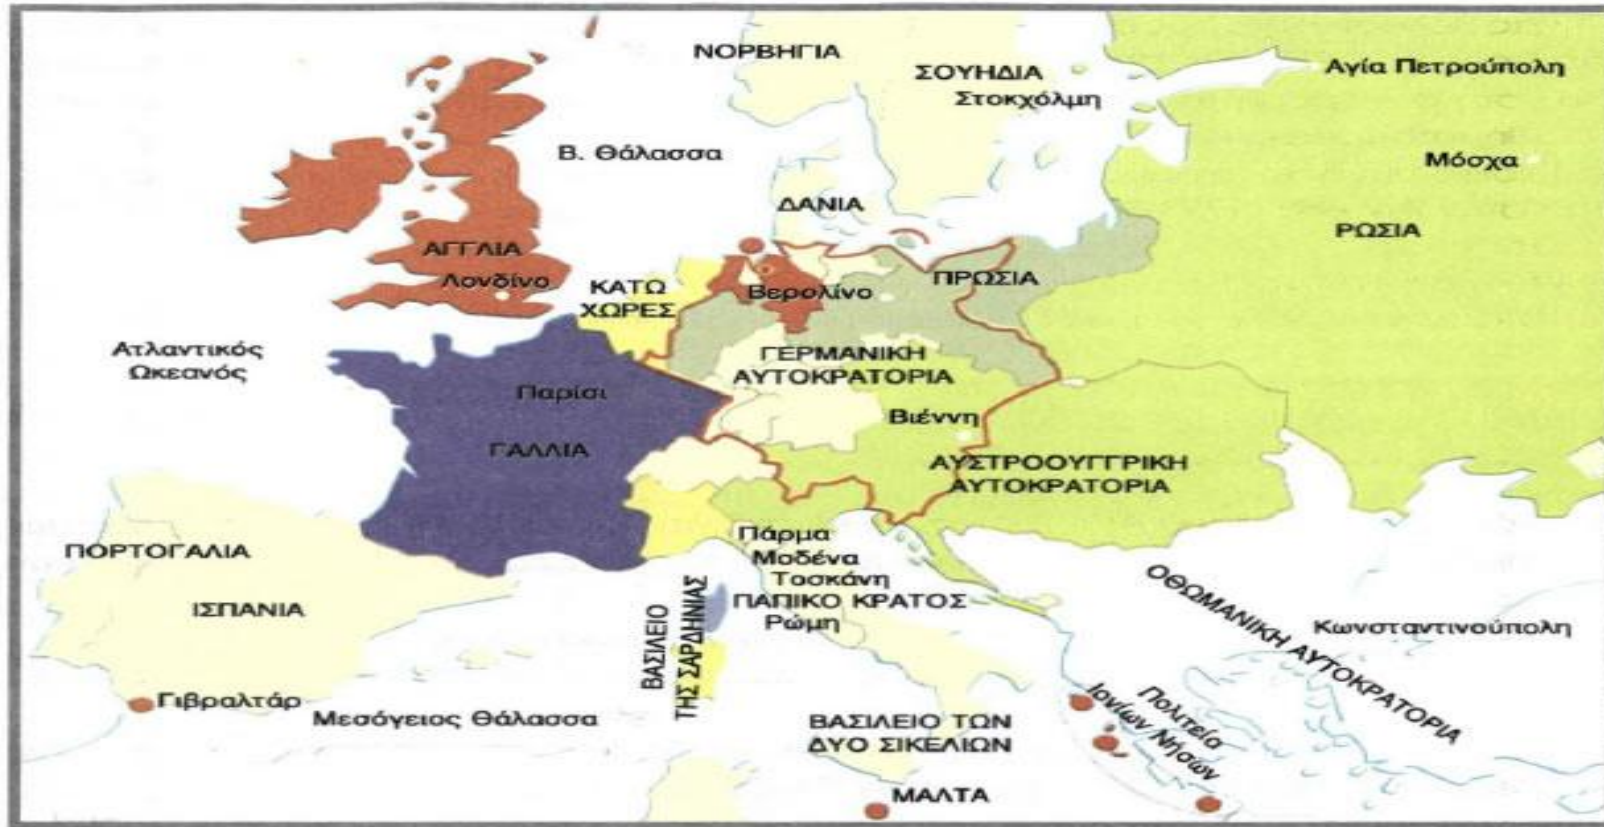 ΝΟΡΒΗΓΙΑ
ΣΟΥΗΔΙΑ
Στοκχόλμη
Αγία Πετρούπολη
Β. Θάλασσα
Μόσχα
ΔΑΝΙΑ
ΡΩΣΙΑ
ΑΓΓΛΙΑ
Λονδίνο
ΚΑΤΩ
ΧΩΡΕΣ
Βερολίνο
ΠΡΩΣΙΑ
Ατλαντικός
Ωκεανός
ΓΕΡΜΑΝΙΚΗ
ΑΥΤΟΚΡΑΤΟΡΙΑ
Παρίσι
Βιέννη
ΓΑΛΛΙΑ
ΑΥΣΤΡΟΟΥΓΓΡΙΚΗ
ΑΥΤΟΚΡΑΤΟΡΙΑ
ΠΟΡΤΟΓΑΛΙΑ
ΙΣΠΑΝΙΑ
Πάρμα
Μοδένα
Τοσκάνη
ΠΑΠΙΚΟ ΚΡΑΤΟΣ
Ρώμη
ΒΑΣΙΛΕΙΟ
ΤΗΣ ΣΑΡΔΗΝΙΑΣ
ΟΘΩΜΑΝΙΚΗ ΑΥΤΟΚΡΑΤΟΡΙΑ
Κωνσταντινούπολη
Γιβραλτάρ
Μεσόγειος Θάλασσα
ΒΑΣΙΛΕΙΟ ΤΩΝ
ΔΥΟ ΣΙΚΕΛΙΩΝ
Πολιτεία
Ιονίων Νήσων
ΜΑΛΤΑ